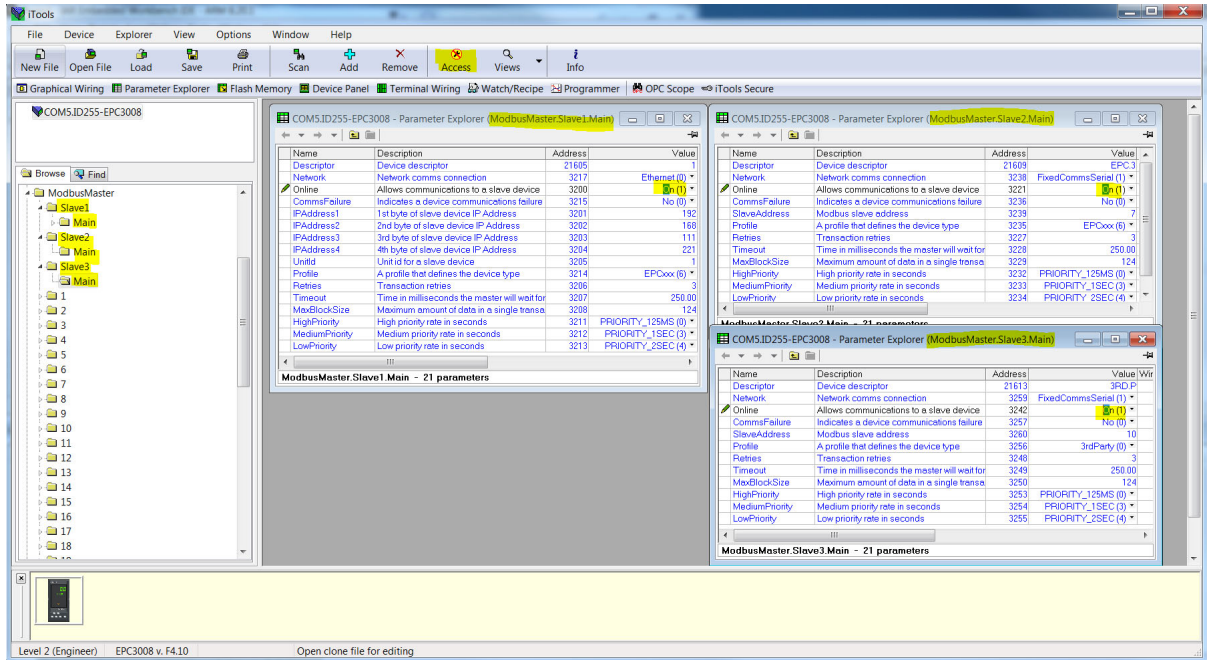 iTools
File Device Explorer View Options Window Help
New File Open File Load Save Print Scan Add Remove Access Views Info
Graphical Wiring Parameter Explorer Flash Memory Device Panel Terminal Wiring Watch/Recipe Programmer OPC Scope iTools Secure
COM5.ID255-EPC3008
Browse Find
ModbusMaster
Slave1
Main
Slave2
Main
Slave3
Main
1
2
3
4
5
6
7
8
9
10
11
12
13
14
15
16
17
18
COM5.ID255-EPC3008 - Parameter Explorer (ModbusMaster.Slave1.Main)
Name Description Address Value
Descriptor Device descriptor 21605 1
Network Network comms connection 3217 Ethernet (0)
Online Allows communications to a slave device 3200 On (1)
CommsFailure Indicates a device communications failure 3215 No (0)
IPAddress1 1st byte of slave device IP Address 3201 192
IPAddress2 2nd byte of slave device IP Address 3202 168
IPAddress3 3rd byte of slave device IP Address 3203 111
IPAddress4 4th byte of slave device IP Address 3204 221
UnitId Unit id for a slave device 3205 1
Profile A profile that defines the device type 3214 EPCxxx (6)
Retries Transaction retries 3206 3
Timeout Time in milliseconds the master will wait for 3207 250.00
MaxBlockSize Maximum amount of data in a single transa 3208 124
HighPriority High priority rate in seconds 3211 PRIORITY_125MS (0)
MediumPriority Medium priority rate in seconds 3212 PRIORITY_1SEC (3)
LowPriority Low priority rate in seconds 3213 PRIORITY_2SEC (4)
ModbusMaster.Slave1.Main - 21 parameters
COM5.ID255-EPC3008 - Parameter Explorer (ModbusMaster.Slave2.Main)
Name Description Address Value
Descriptor Device descriptor 21609 EPC.3
Network Network comms connection 3238 FixedCommsSerial (1)
Online Allows communications to a slave device 3221 On (1)
CommsFailure Indicates a device communications failure 3236 No (0)
SlaveAddress Modbus slave address 3239 7
Profile A profile that defines the device type 3235 EPCxxx (6)
Retries Transaction retries 3227 3
Timeout Time in milliseconds the master will wait for 3228 250.00
MaxBlockSize Maximum amount of data in a single transa 3229 124
HighPriority High priority rate in seconds 3232 PRIORITY_125MS (0)
MediumPriority Medium priority rate in seconds 3233 PRIORITY_1SEC (3)
LowPriority Low priority rate in seconds 3234 PRIORITY_2SEC (4)
ModbusMaster.Slave2.Main - 21 parameters
COM5.ID255-EPC3008 - Parameter Explorer (ModbusMaster.Slave3.Main)
Name Description Address Value Wir
Descriptor Device descriptor 21613 3RD.P
Network Network comms connection 3259 FixedCommsSerial (1)
Online Allows communications to a slave device 3242 On (1)
CommsFailure Indicates a device communications failure 3257 No (0)
SlaveAddress Modbus slave address 3260 10
Profile A profile that defines the device type 3256 3rdParty (0)
Retries Transaction retries 3248 3
Timeout Time in milliseconds the master will wait for 3249 250.00
MaxBlockSize Maximum amount of data in a single transa 3250 124
HighPriority High priority rate in seconds 3253 PRIORITY_125MS (0)
MediumPriority Medium priority rate in seconds 3254 PRIORITY_1SEC (3)
LowPriority Low priority rate in seconds 3255 PRIORITY_2SEC (4)
ModbusMaster.Slave3.Main - 21 parameters
Level 2 (Engineer) EPC3008 v. F4.10 Open clone file for editing